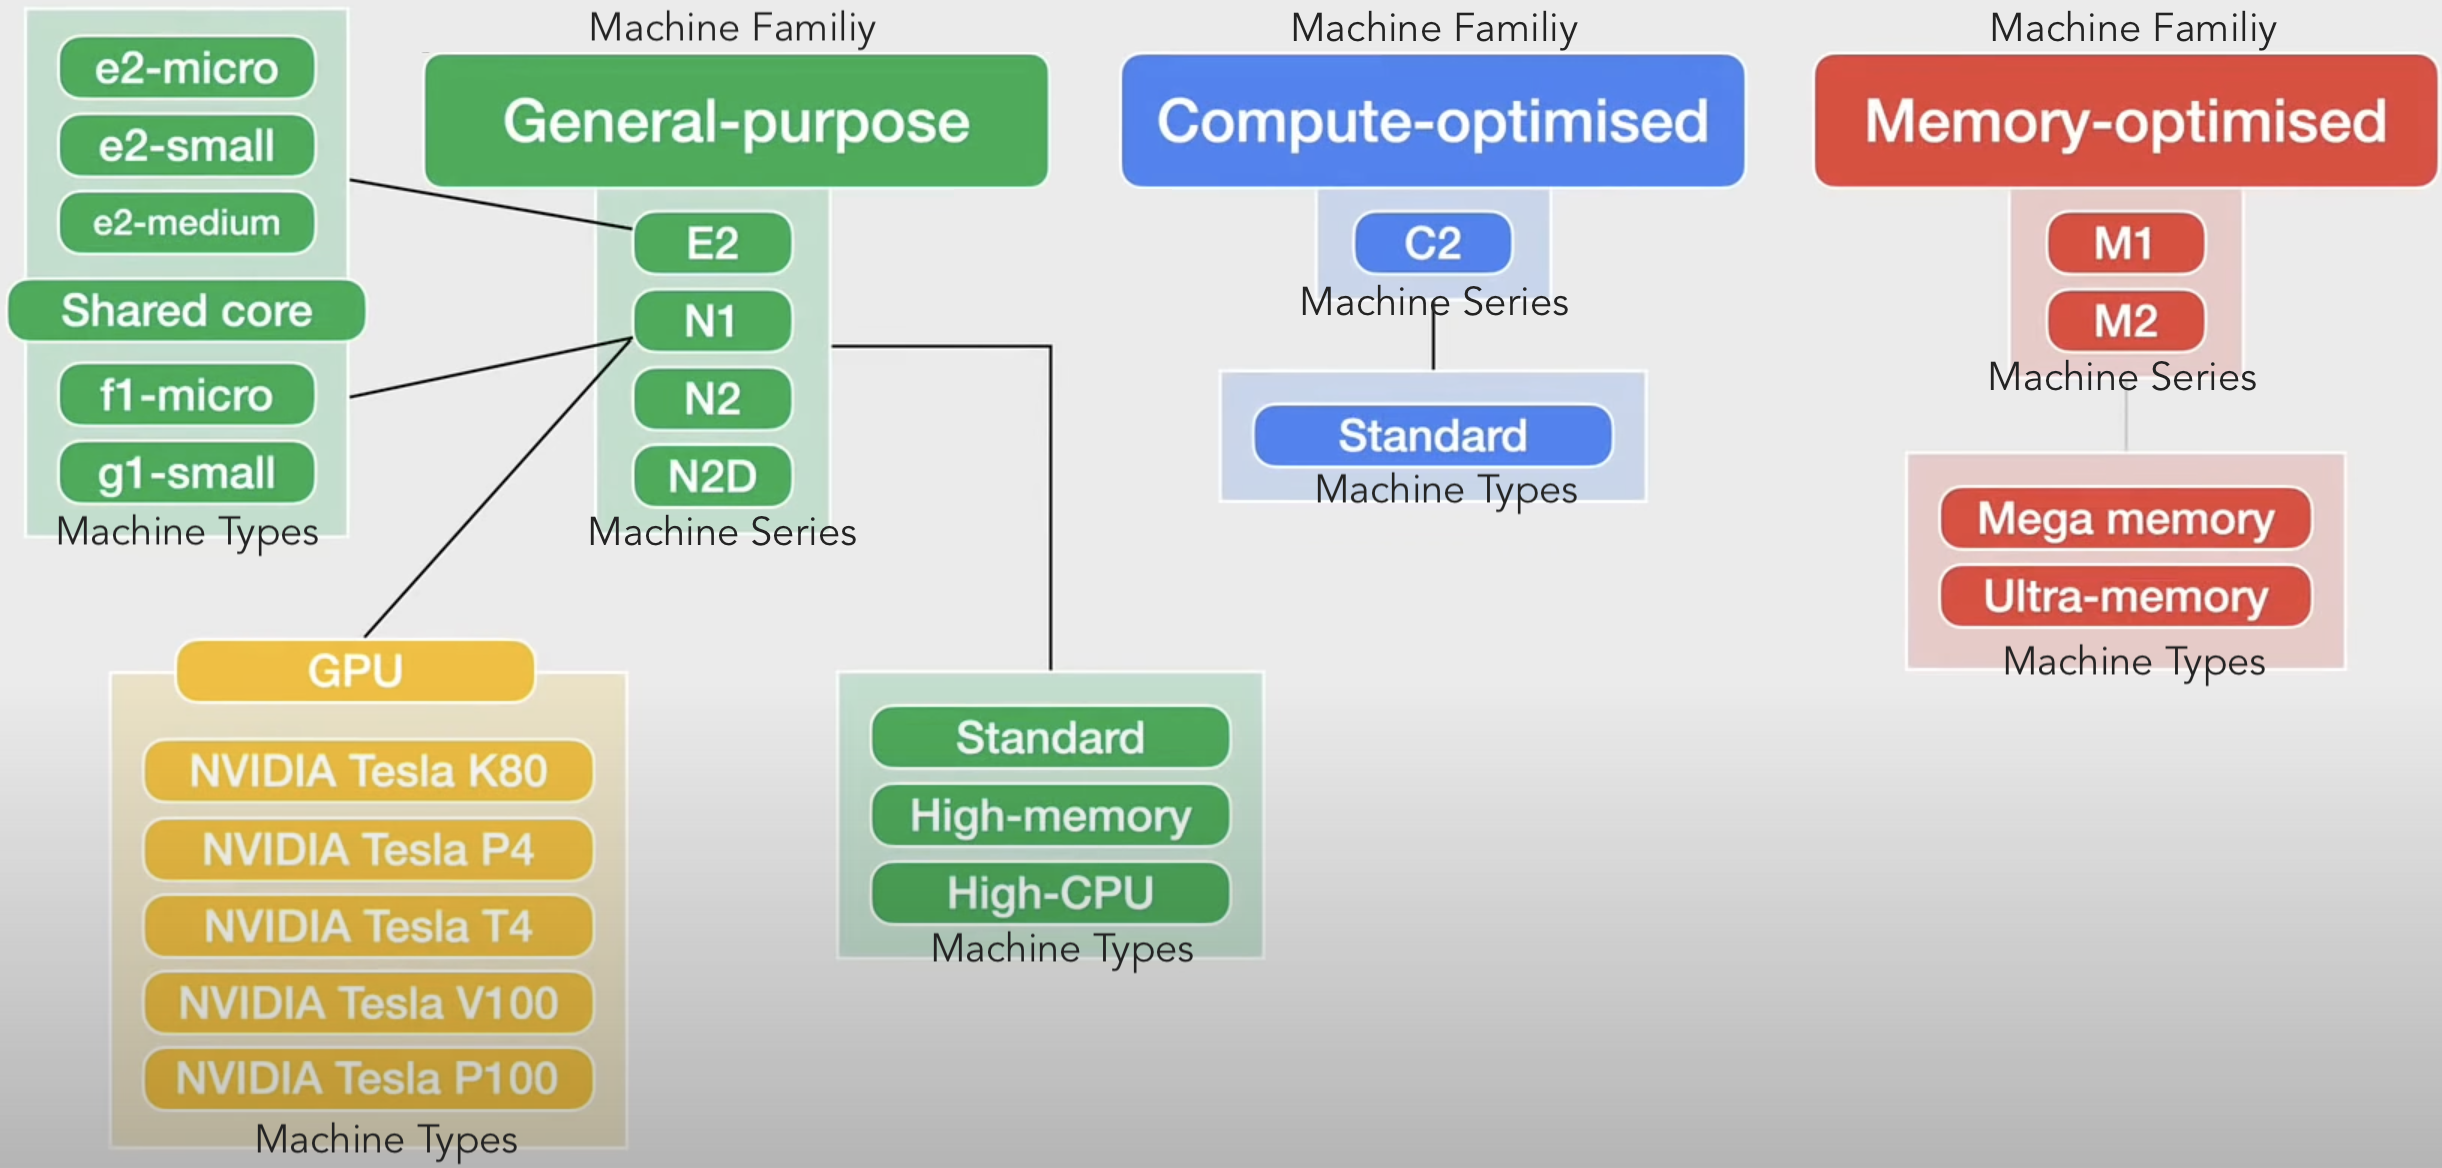 e2-micro
e2-small
e2-medium
Shared core
f1-micro
g1-small
Machine Types
Machine Familiy
General-purpose
E2
N1
N2
N2D
Machine Series
GPU
NVIDIA Tesla K80
NVIDIA Tesla P4
NVIDIA Tesla T4
NVIDIA Tesla V100
NVIDIA Tesla P100
Machine Types
Standard
High-memory
High-CPU
Machine Types
Machine Familiy
Compute-optimised
C2
Machine Series
Standard
Machine Types
Machine Familiy
Memory-optimised
M1
M2
Machine Series
Mega memory
Ultra-memory
Machine Types